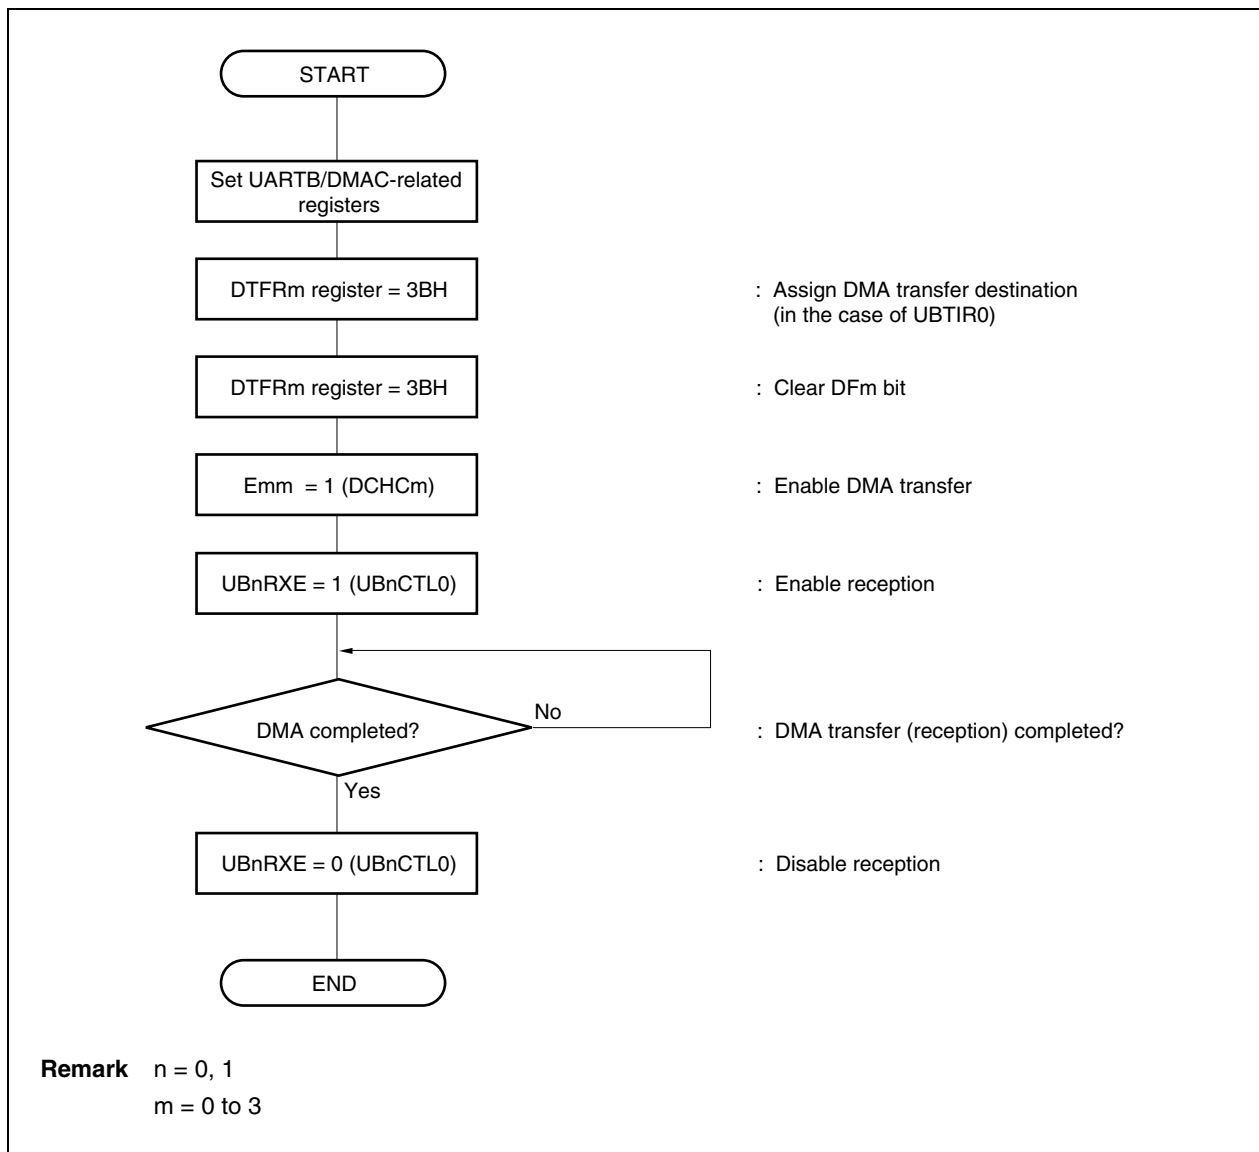 START
Set UARTB/DMAC-related
registers
DTFRm register = 3BH
: Assign DMA transfer destination
(in the case of UBTIR0)
DTFRm register = 3BH
: Clear DFm bit
Emm = 1 (DCHCm)
: Enable DMA transfer
UBnRXE = 1 (UBnCTL0)
: Enable reception
DMA completed?
No
: DMA transfer (reception) completed?
Yes
UBnRXE = 0 (UBnCTL0)
: Disable reception
END
Remark n = 0, 1
m = 0 to 3